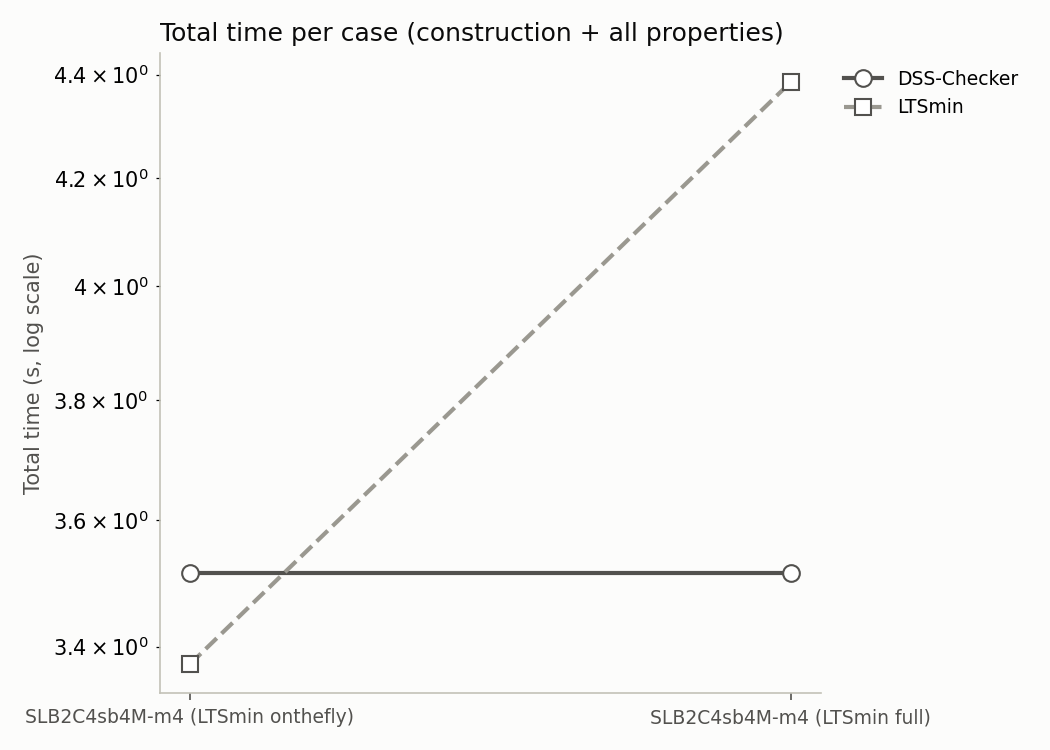 Total time per case (construction + all properties)
4.4 × 10⁰
4.2 × 10⁰
4 × 10⁰
3.8 × 10⁰
3.6 × 10⁰
3.4 × 10⁰
Total time (s, log scale)
DSS-Checker
LTSmin
SLB2C4sb4M-m4 (LTSmin onthefly)
SLB2C4sb4M-m4 (LTSmin full)